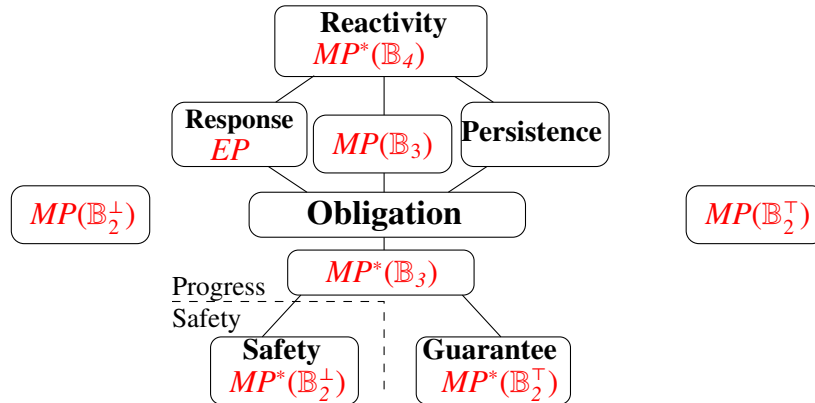 Reactivity
MP*(𝔹₄)
Response
EP
MP(𝔹₃)
Persistence
MP(𝔹₂^⊥)
Obligation
MP(𝔹₂^⊤)
MP*(𝔹₃)
Progress
Safety
Safety
MP*(𝔹₂^⊥)
Guarantee
MP*(𝔹₂^⊤)